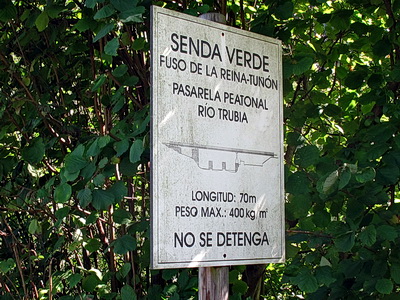 SENDA VERDE
FUSO DE LA REINA-TUÑÓN
PASARELA PEATONAL
RÍO TRUBIA
LONGITUD: 70m
PESO MAX.: 400 kg/m²
NO SE DETENGA